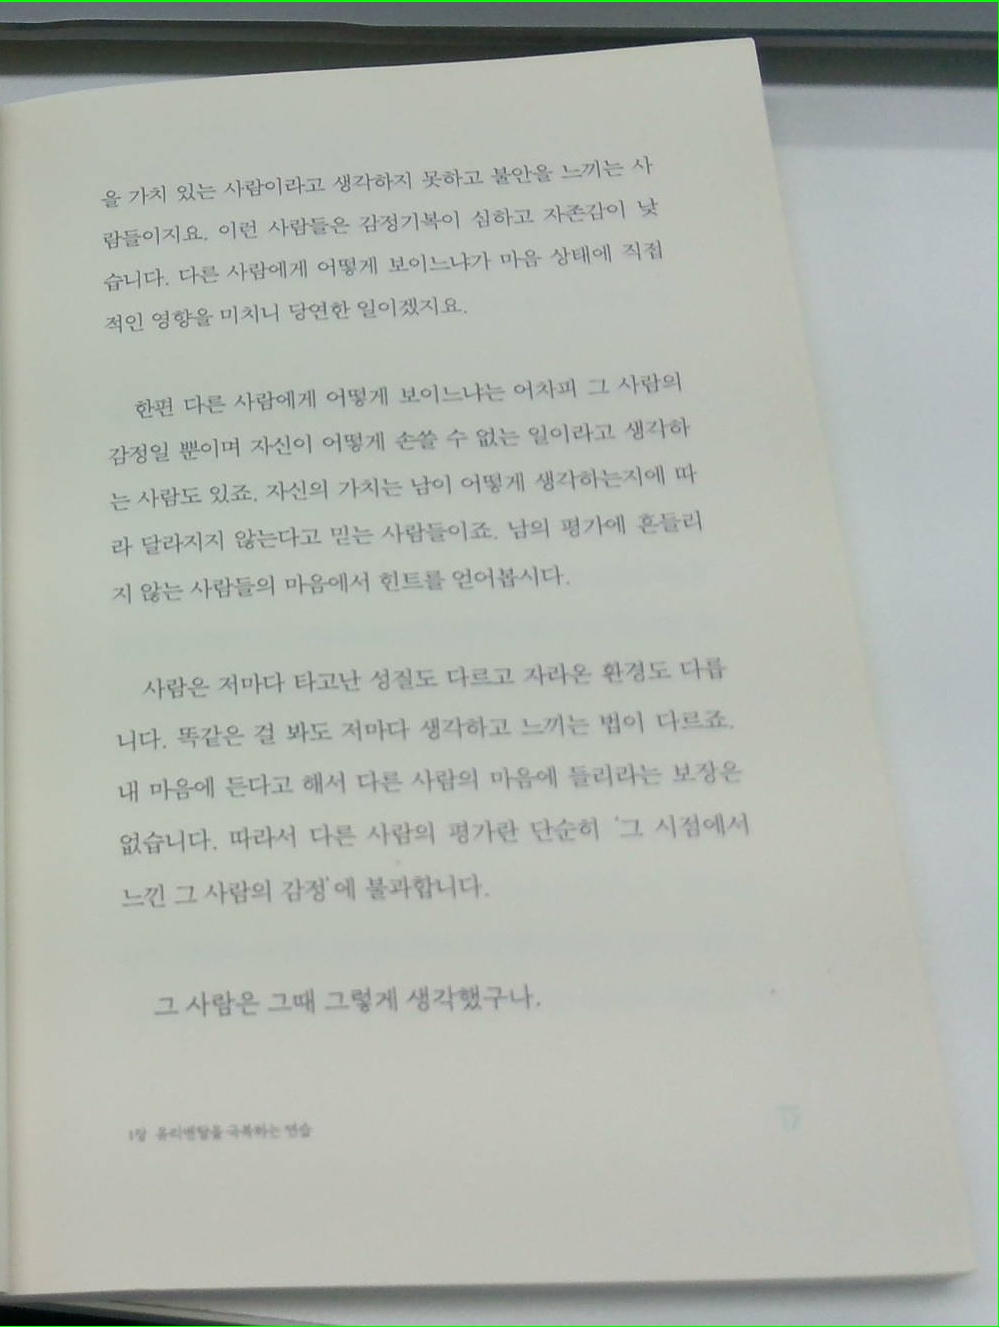 을 가치 있는 사람이라고 생각하지 못하고 불안을 느끼는 사
람들이지요. 이런 사람들은 감정기복이 심하고 자존감이 낮
습니다. 다른 사람에게 어떻게 보이느냐가 마음 상태에 직접
적인 영향을 미치니 당연한 일이겠지요.
한편 다른 사람에게 어떻게 보이느냐는 어차피 그 사람의
감정일 뿐이며 자신이 어떻게 손쓸 수 없는 일이라고 생각하
는 사람도 있죠. 자신의 가치는 남이 어떻게 생각하는지에 따
라 달라지지 않는다고 믿는 사람들이죠. 남의 평가에 흔들리
지 않는 사람들의 마음에서 힌트를 얻어봅시다.
사람은 저마다 타고난 성질도 다르고 자라온 환경도 다릅
니다. 똑같은 걸 봐도 저마다 생각하고 느끼는 법이 다르죠.
내 마음에 든다고 해서 다른 사람의 마음에 들리라는 보장은
없습니다. 따라서 다른 사람의 평가란 단순히 '그 시점에서
느낀 그 사람의 감정'에 불과합니다.
그 사람은 그때 그렇게 생각했구나.
1장 유리멘탈을 극복하는 연습